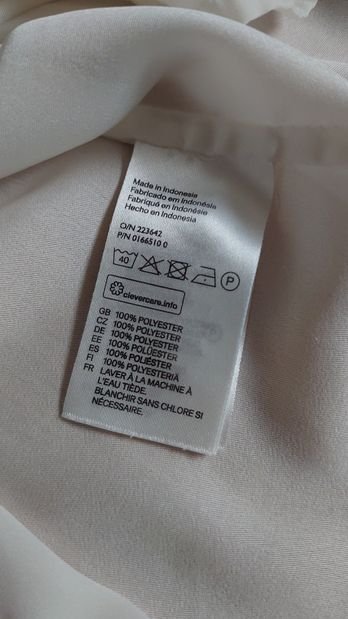 Made in Indonesia
Fabricado em Indonésia
Fabriqué en Indonésie
Hecho en Indonesia
O/N 223642
P/N 0166510 0
40 P
clevercare.info
GB 100% POLYESTER
CZ 100% POLYESTER
DE 100% POLYESTER
EE 100% POLÜESTER
ES 100% POLIÉSTER
FI 100% POLYESTERIÄ
FR LAVER À LA MACHINE À
L'EAU TIÈDE.
BLANCHIR SANS CHLORE SI
NÉCESSAIRE.